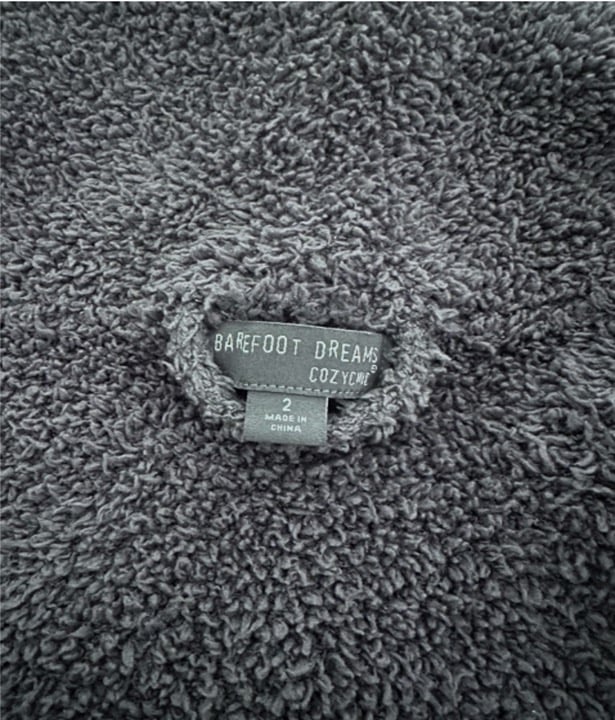 BAREFOOT DREAMS
COZYCHIC
®
2
MADE IN
CHINA